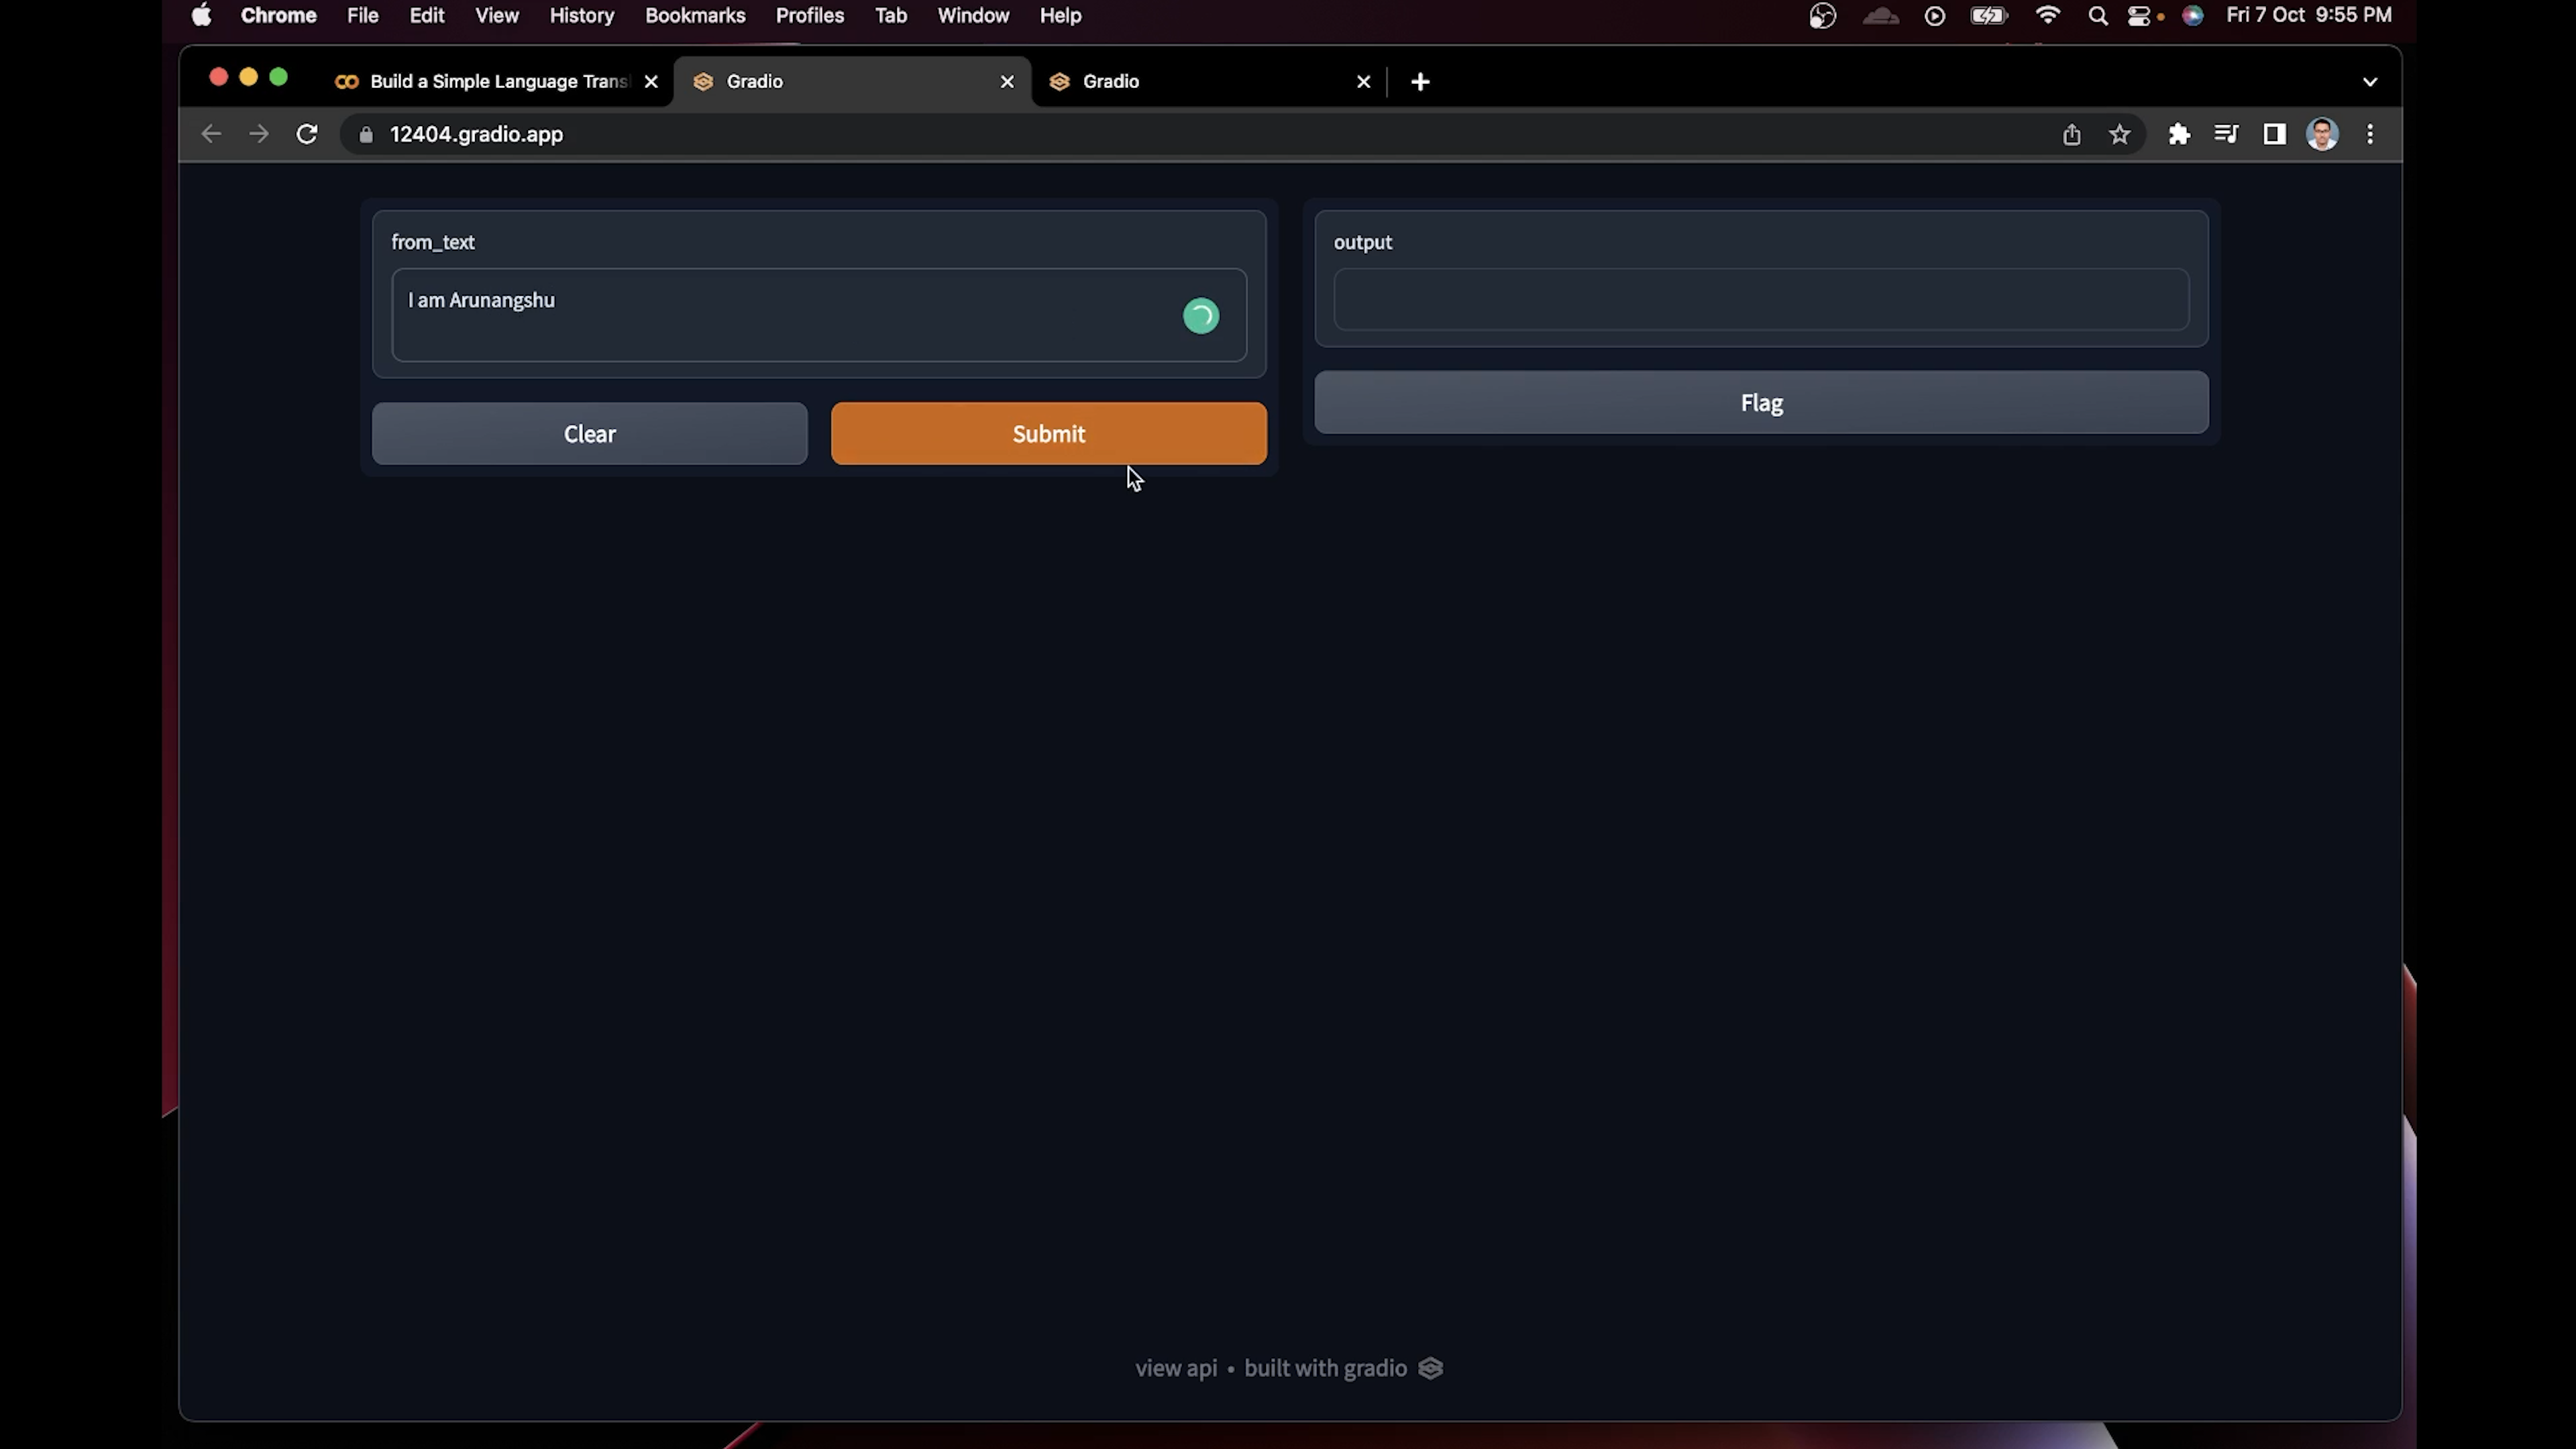 Chrome File Edit View History Bookmarks Profiles Tab Window Help Fri 7 Oct 9:55 PM
Build a Simple Language Trans Gradio Gradio
12404.gradio.app
from_text
I am Arunangshu
Clear Submit
output
Flag
view api • built with gradio